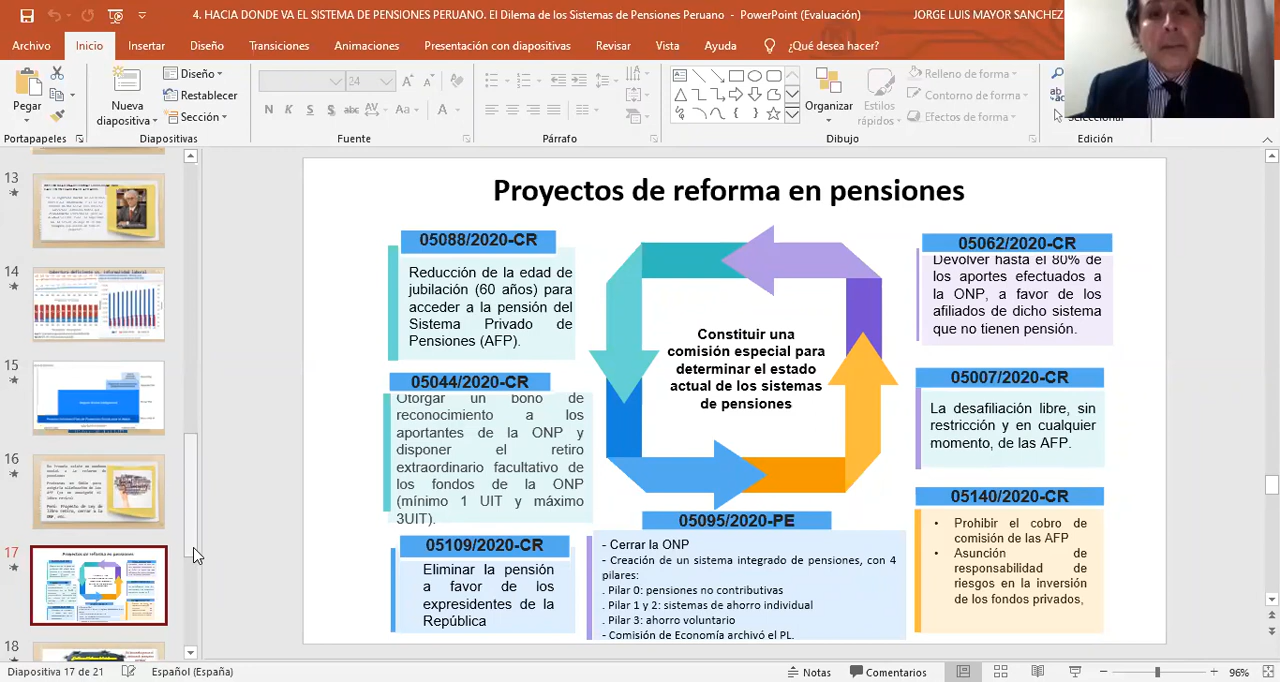 4. HACIA DONDE VA EL SISTEMA DE PENSIONES PERUANO. El Dilema de los Sistemas de Pensiones Peruano - PowerPoint (Evaluación)
JORGE LUIS MAYOR SANCHEZ
Archivo
Inicio
Insertar
Diseño
Transiciones
Animaciones
Presentación con diapositivas
Revisar
Vista
Ayuda
¿Qué desea hacer?
Pegar
Portapapeles
Nueva
diapositiva
Diseño
Restablecer
Sección
Diapositivas
24
N K S S abc AV Aa A
Fuente
Párrafo
Organizar
Estilos
rápidos
Relleno de forma
Contorno de forma
Efectos de forma
Dibujo
Edición
13
14
15
16
17
18
Proyectos de reforma en pensiones
05088/2020-CR
Reducción de la edad de
jubilación (60 años) para
acceder a la pensión del
Sistema Privado de
Pensiones (AFP).
05044/2020-CR
Otorgar un bono de
reconocimiento a los
aportantes de la ONP y
disponer el retiro
extraordinario facultativo de
los fondos de la ONP
(mínimo 1 UIT y máximo
3UIT).
05109/2020-CR
Eliminar la pensión
a favor de los
expresidentes de la
República
Constituir una
comisión especial para
determinar el estado
actual de los sistemas
de pensiones
05095/2020-PE
- Cerrar la ONP
- Creación de un sistema integrado de pensiones, con 4
pilares:
. Pilar 0: pensiones no contributivas
. Pilar 1 y 2: sistemas de ahorro individual
. Pilar 3: ahorro voluntario
- Comisión de Economía archivó el PL.
05062/2020-CR
Devolver hasta el 80% de
los aportes efectuados a
la ONP, a favor de los
afiliados de dicho sistema
que no tienen pensión.
05007/2020-CR
La desafiliación libre, sin
restricción y en cualquier
momento, de las AFP.
05140/2020-CR
• Prohibir el cobro de
comisión de las AFP
• Asunción de
responsabilidad de
riesgos en la inversión
de los fondos privados,
Diapositiva 17 de 21
Español (España)
Notas
Comentarios
96%